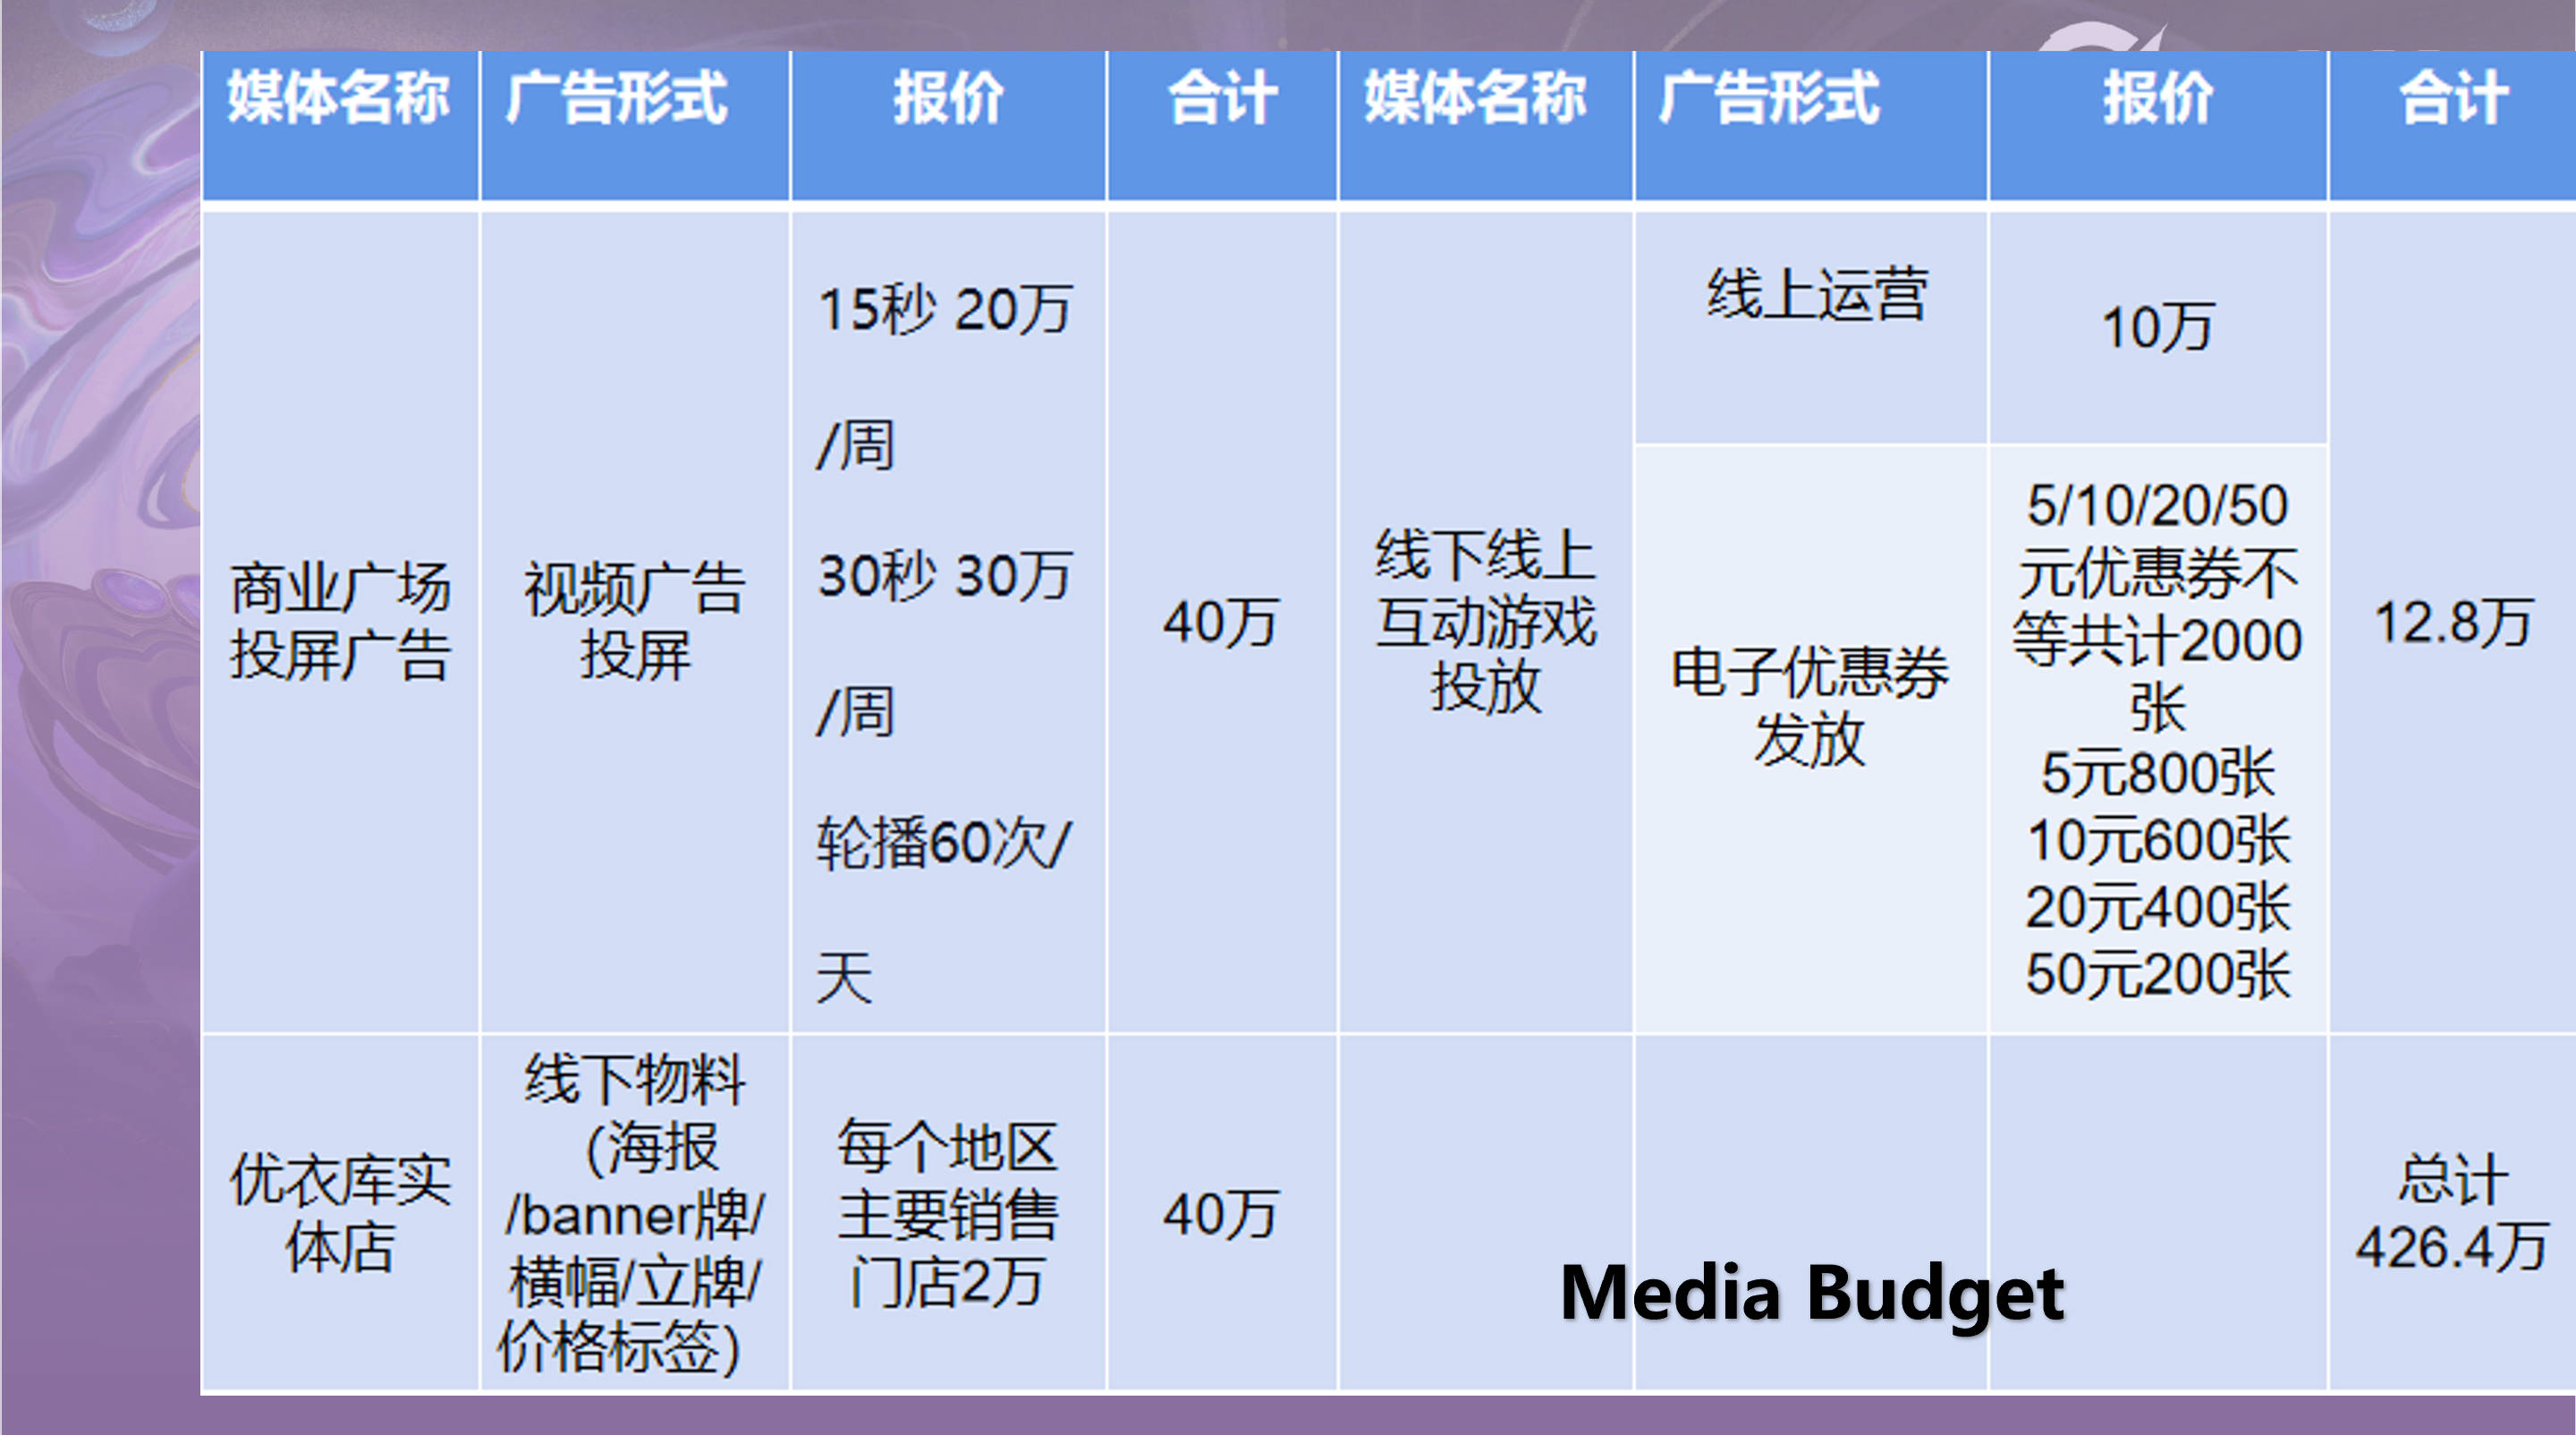 媒体名称 广告形式 报价 合计 媒体名称 广告形式 报价 合计
商业广场
投屏广告
视频广告
投屏
15秒 20万
/周
30秒 30万
/周
轮播60次/
天
40万
线下线上
互动游戏
投放
线上运营
10万
电子优惠券
发放
5/10/20/50
元优惠券不
等共计2000
张
5元800张
10元600张
20元400张
50元200张
12.8万
优衣库实
体店
线下物料
(海报
/banner牌/
横幅/立牌/
价格标签)
每个地区
主要销售
门店2万
40万
总计
426.4万
Media Budget